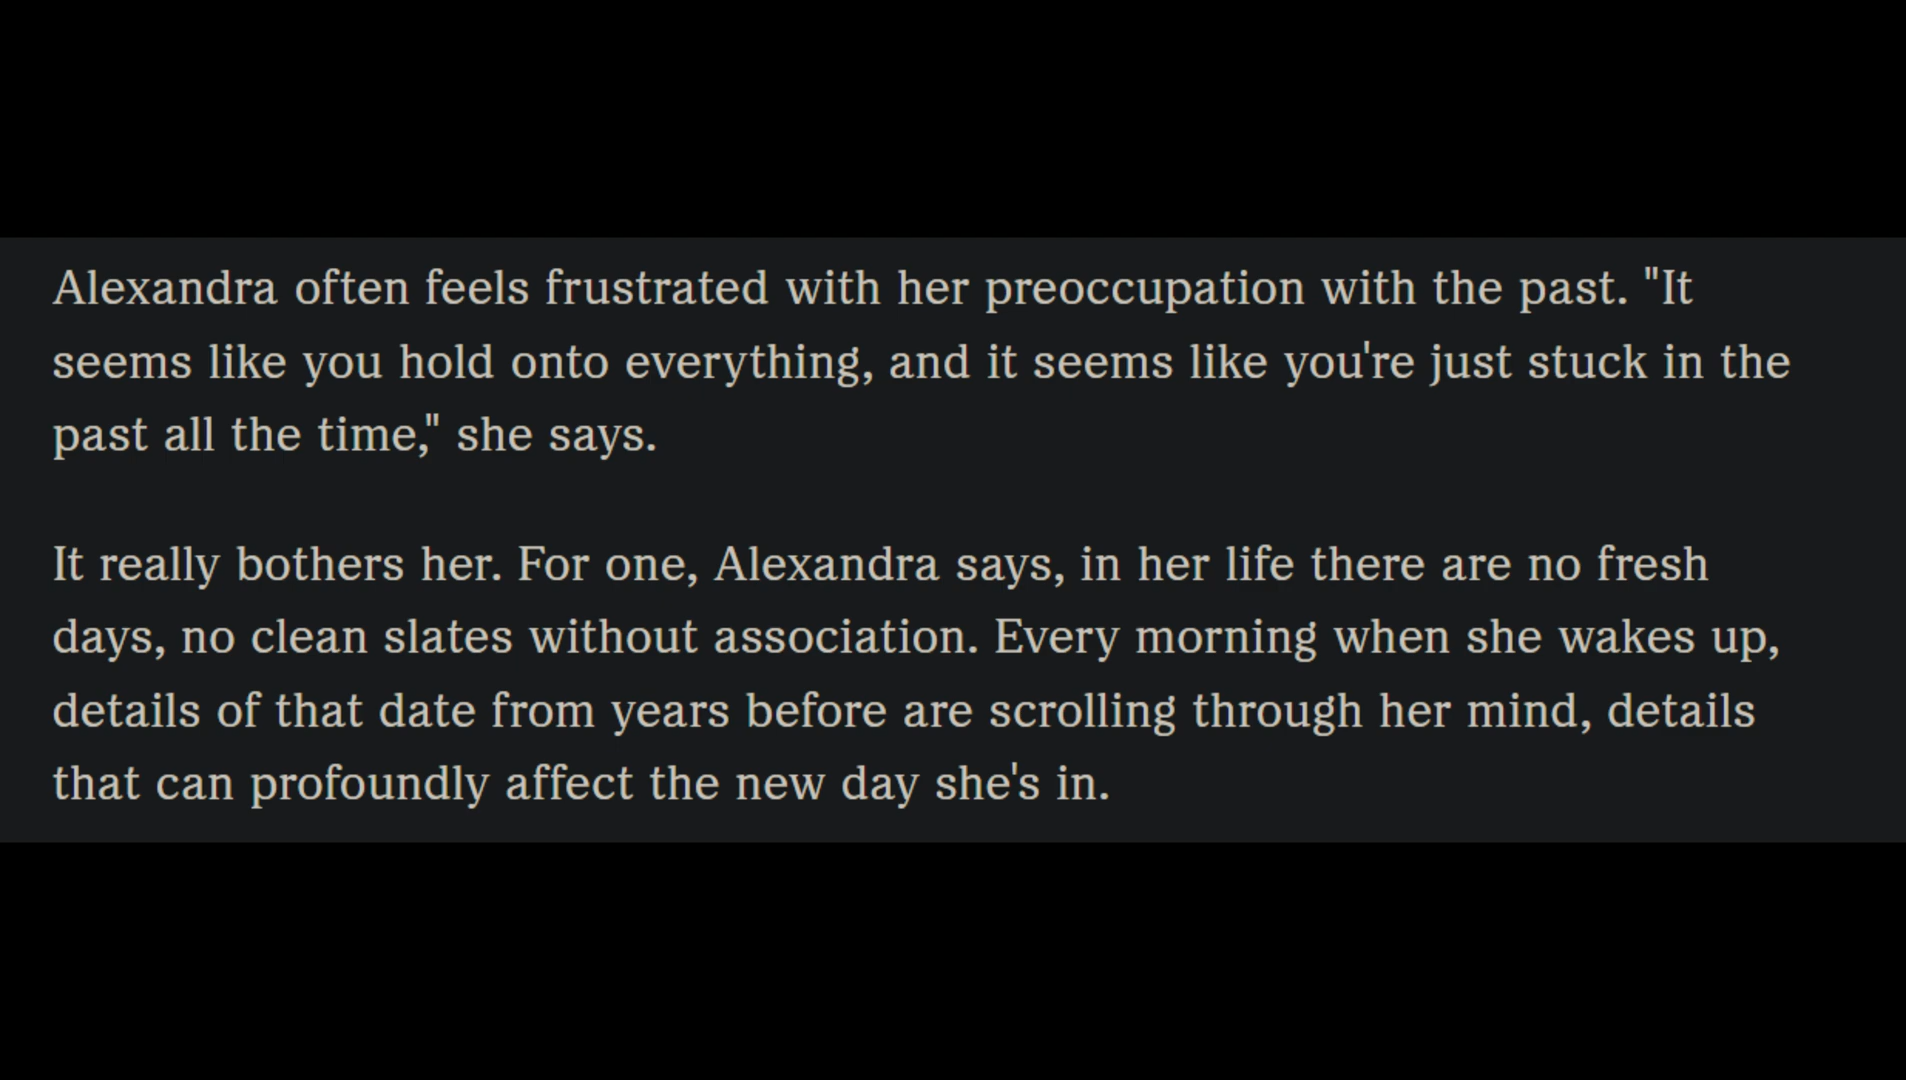 Alexandra often feels frustrated with her preoccupation with the past. "It
seems like you hold onto everything, and it seems like you're just stuck in the
past all the time," she says.
It really bothers her. For one, Alexandra says, in her life there are no fresh
days, no clean slates without association. Every morning when she wakes up,
details of that date from years before are scrolling through her mind, details
that can profoundly affect the new day she's in.